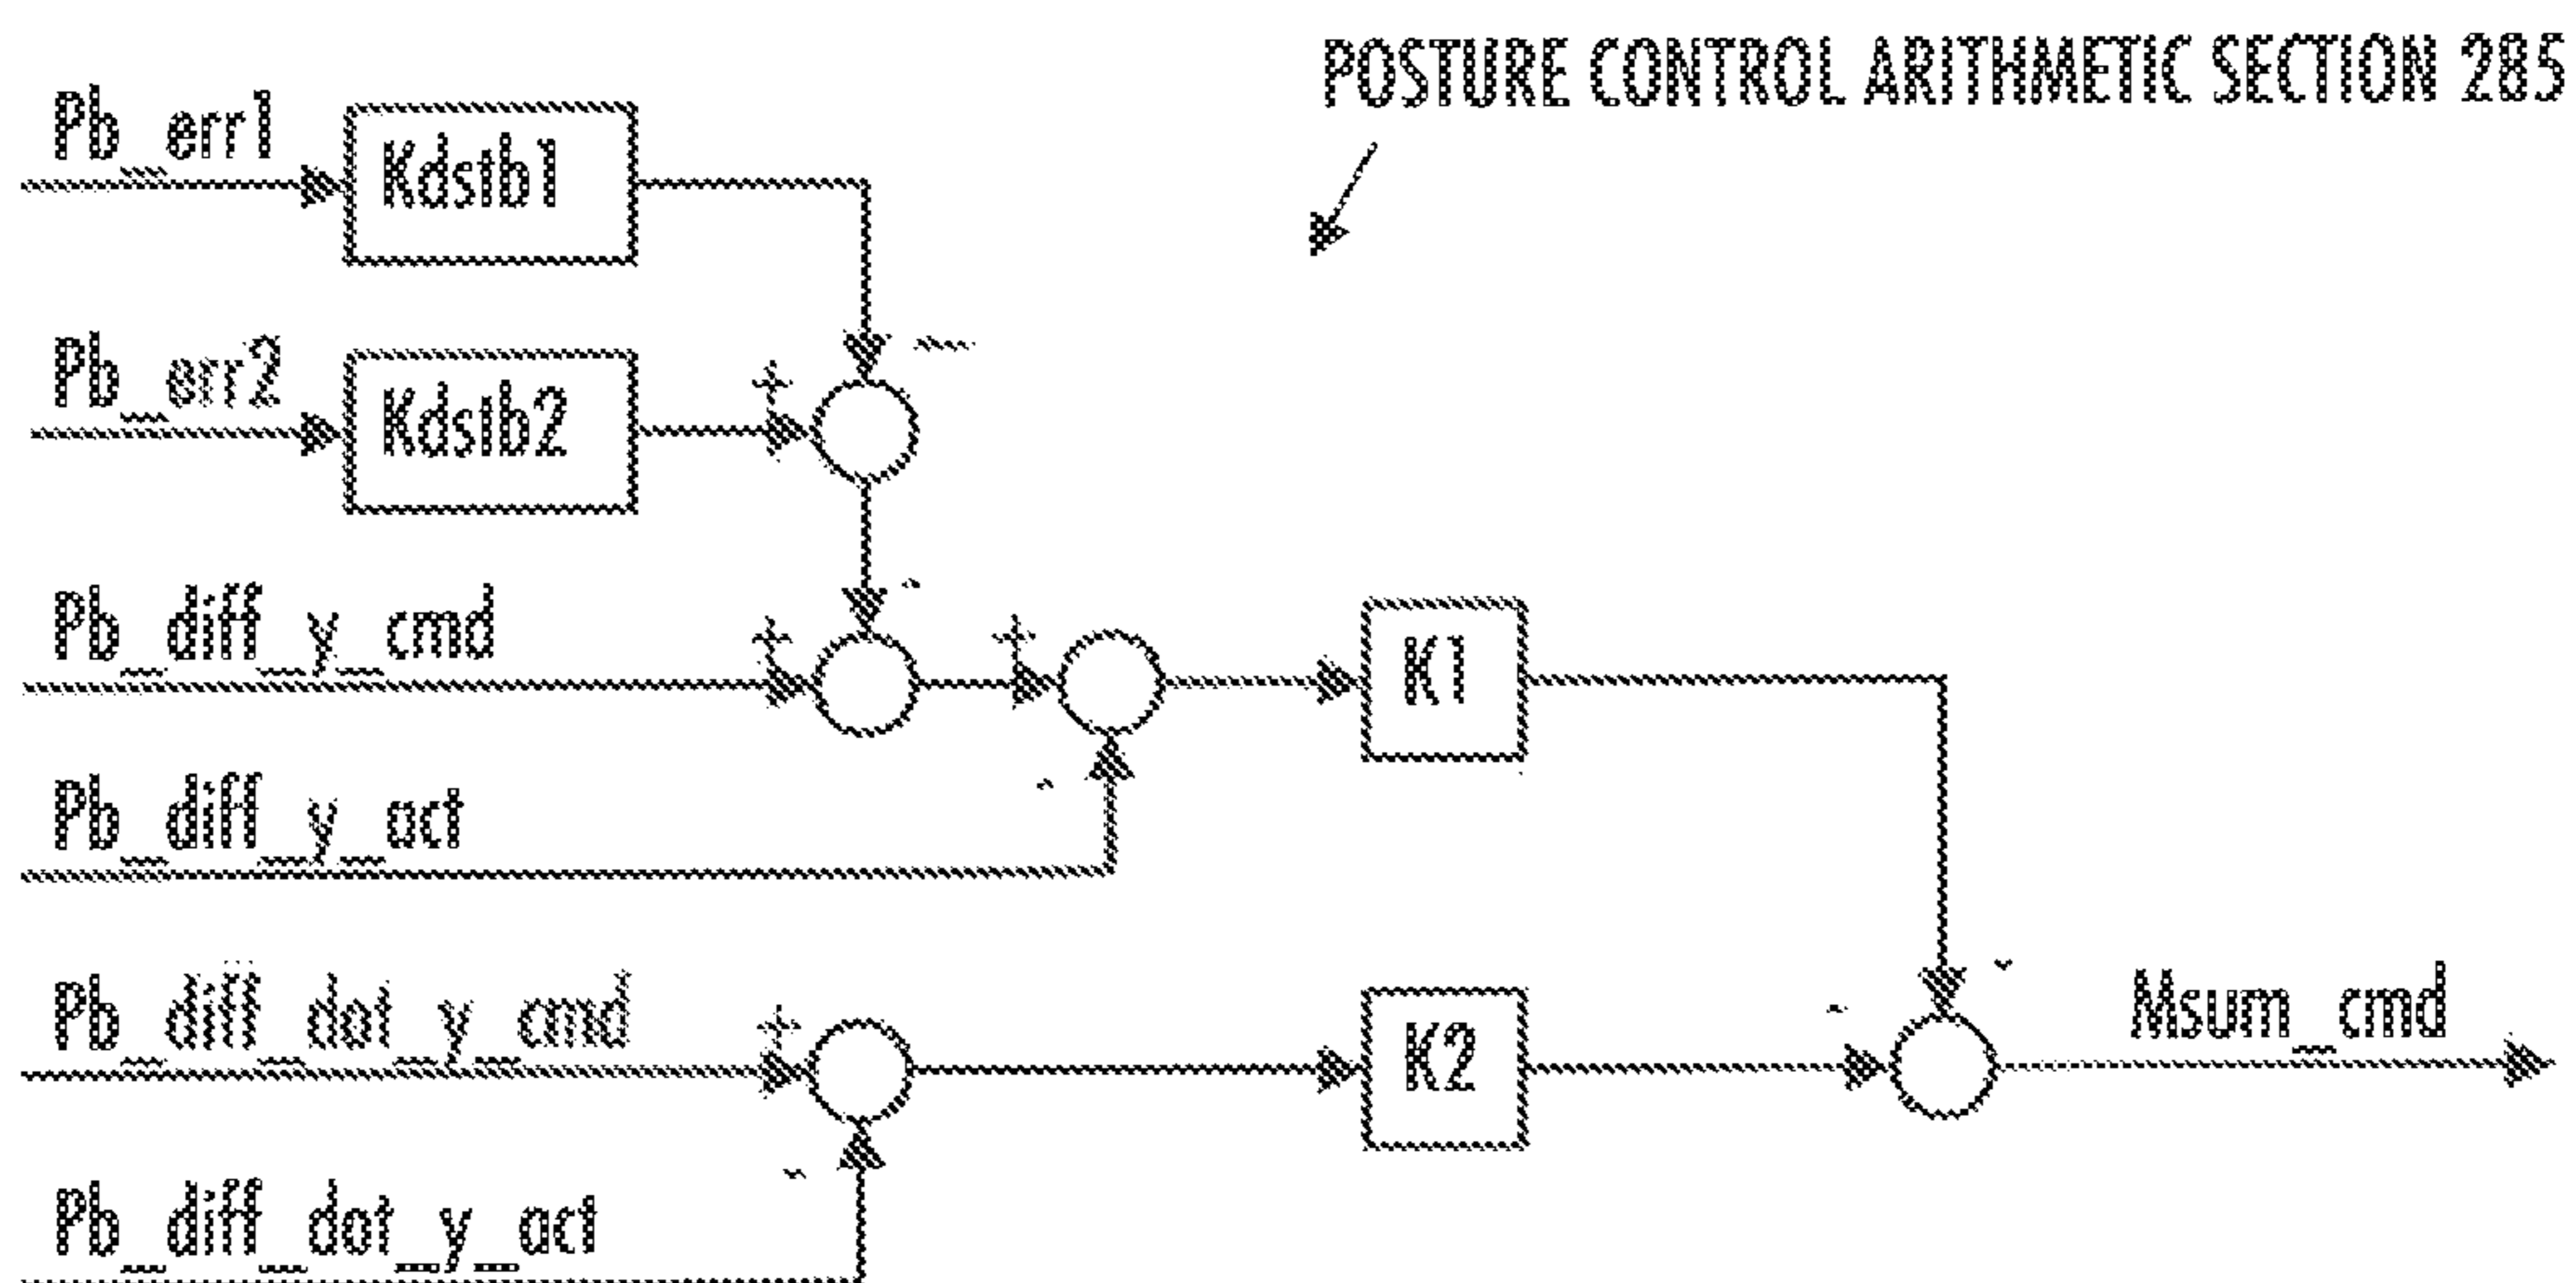 POSTURE CONTROL ARITHMETIC SECTION 285
Pb_err1
Kdstb1
Pb_err2
Kdstb2
Pb_diff_y_cmd
K1
Pb_diff_y_act
Pb_diff_dot_y_cmd
K2
Msum_cmd
Pb_diff_dot_y_act